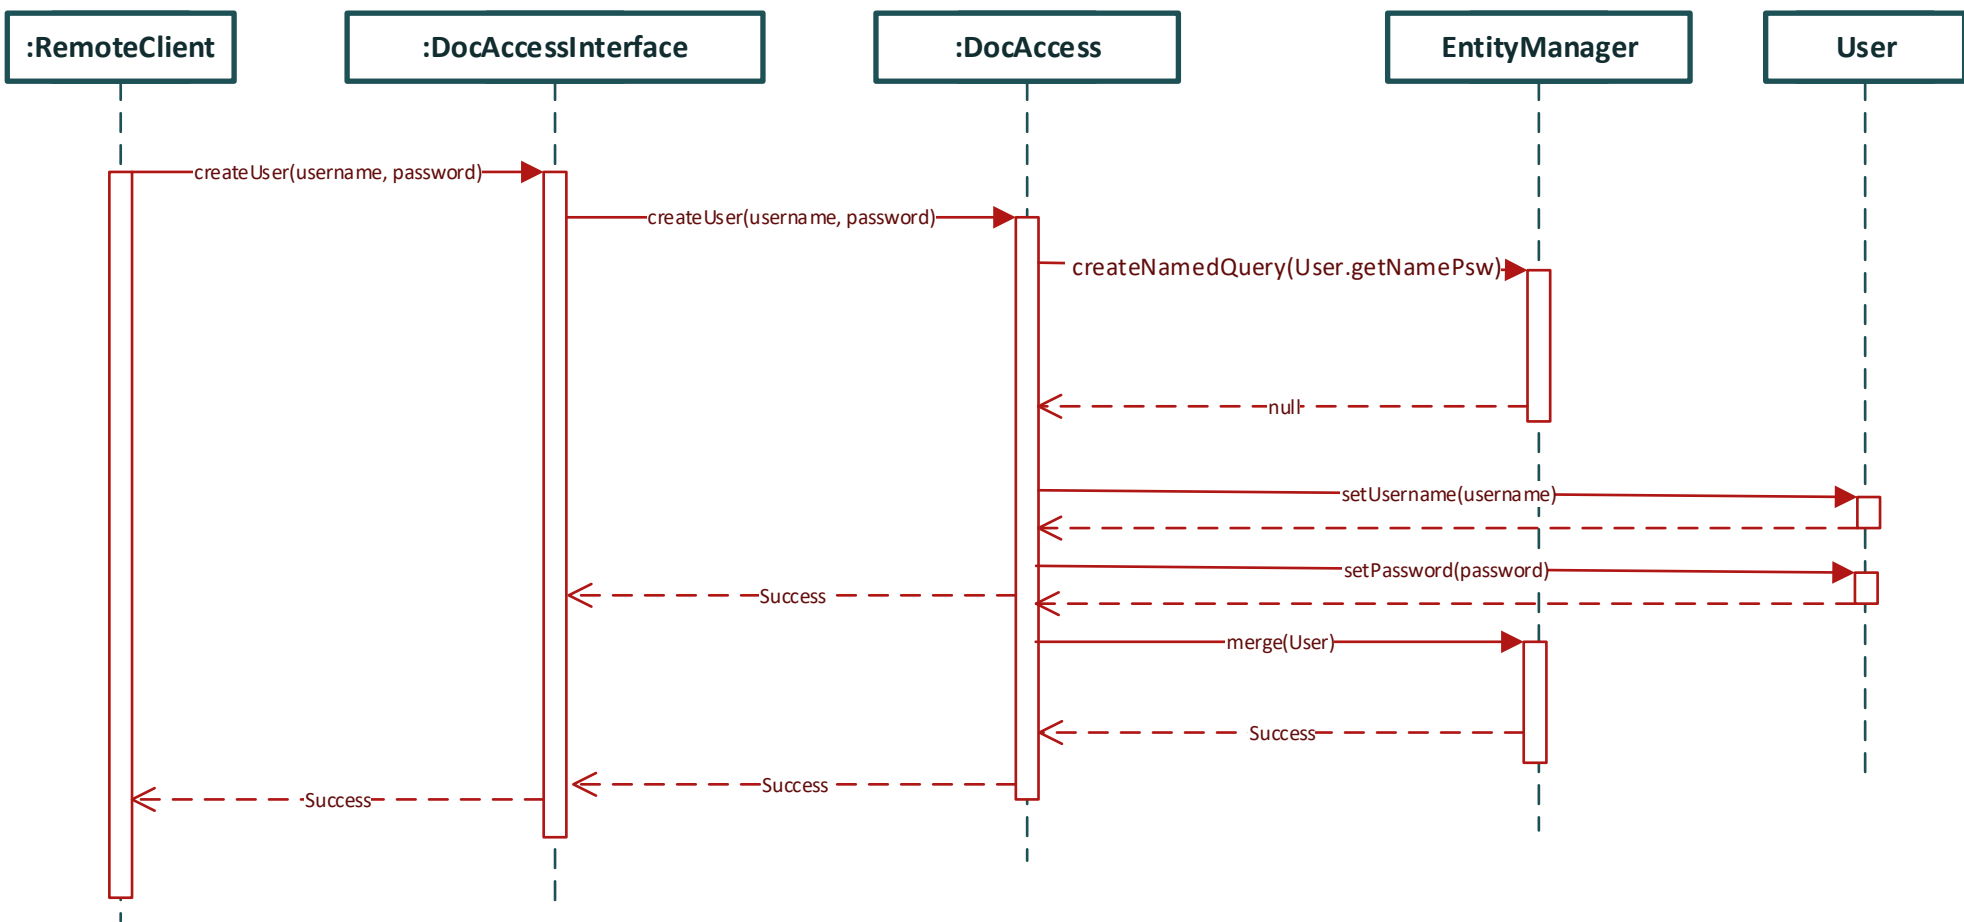 :RemoteClient
:DocAccessInterface
:DocAccess
EntityManager
User
createUser(username, password)
createUser(username, password)
createNamedQuery(User.getNamePsw)
null
setUsername(username)
setPassword(password)
Success
merge(User)
Success
Success
Success